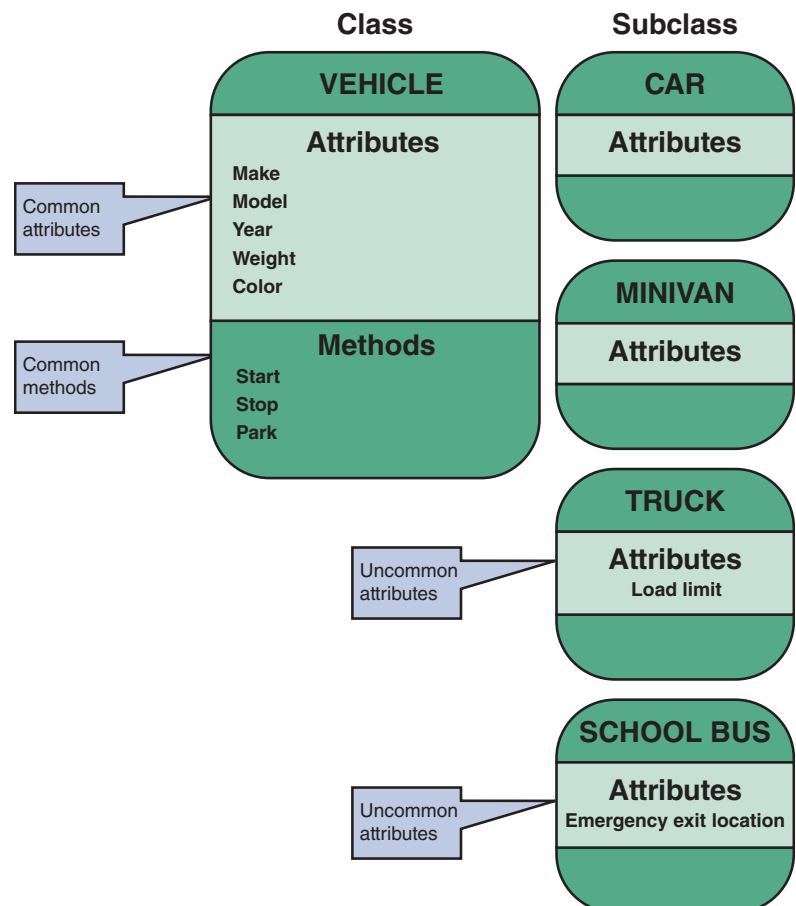 Class
Subclass
VEHICLE
Attributes
Make
Model
Year
Weight
Color
Methods
Start
Stop
Park
Common
attributes
Common
methods
CAR
Attributes
MINIVAN
Attributes
TRUCK
Attributes
Load limit
Uncommon
attributes
SCHOOL BUS
Attributes
Emergency exit location
Uncommon
attributes